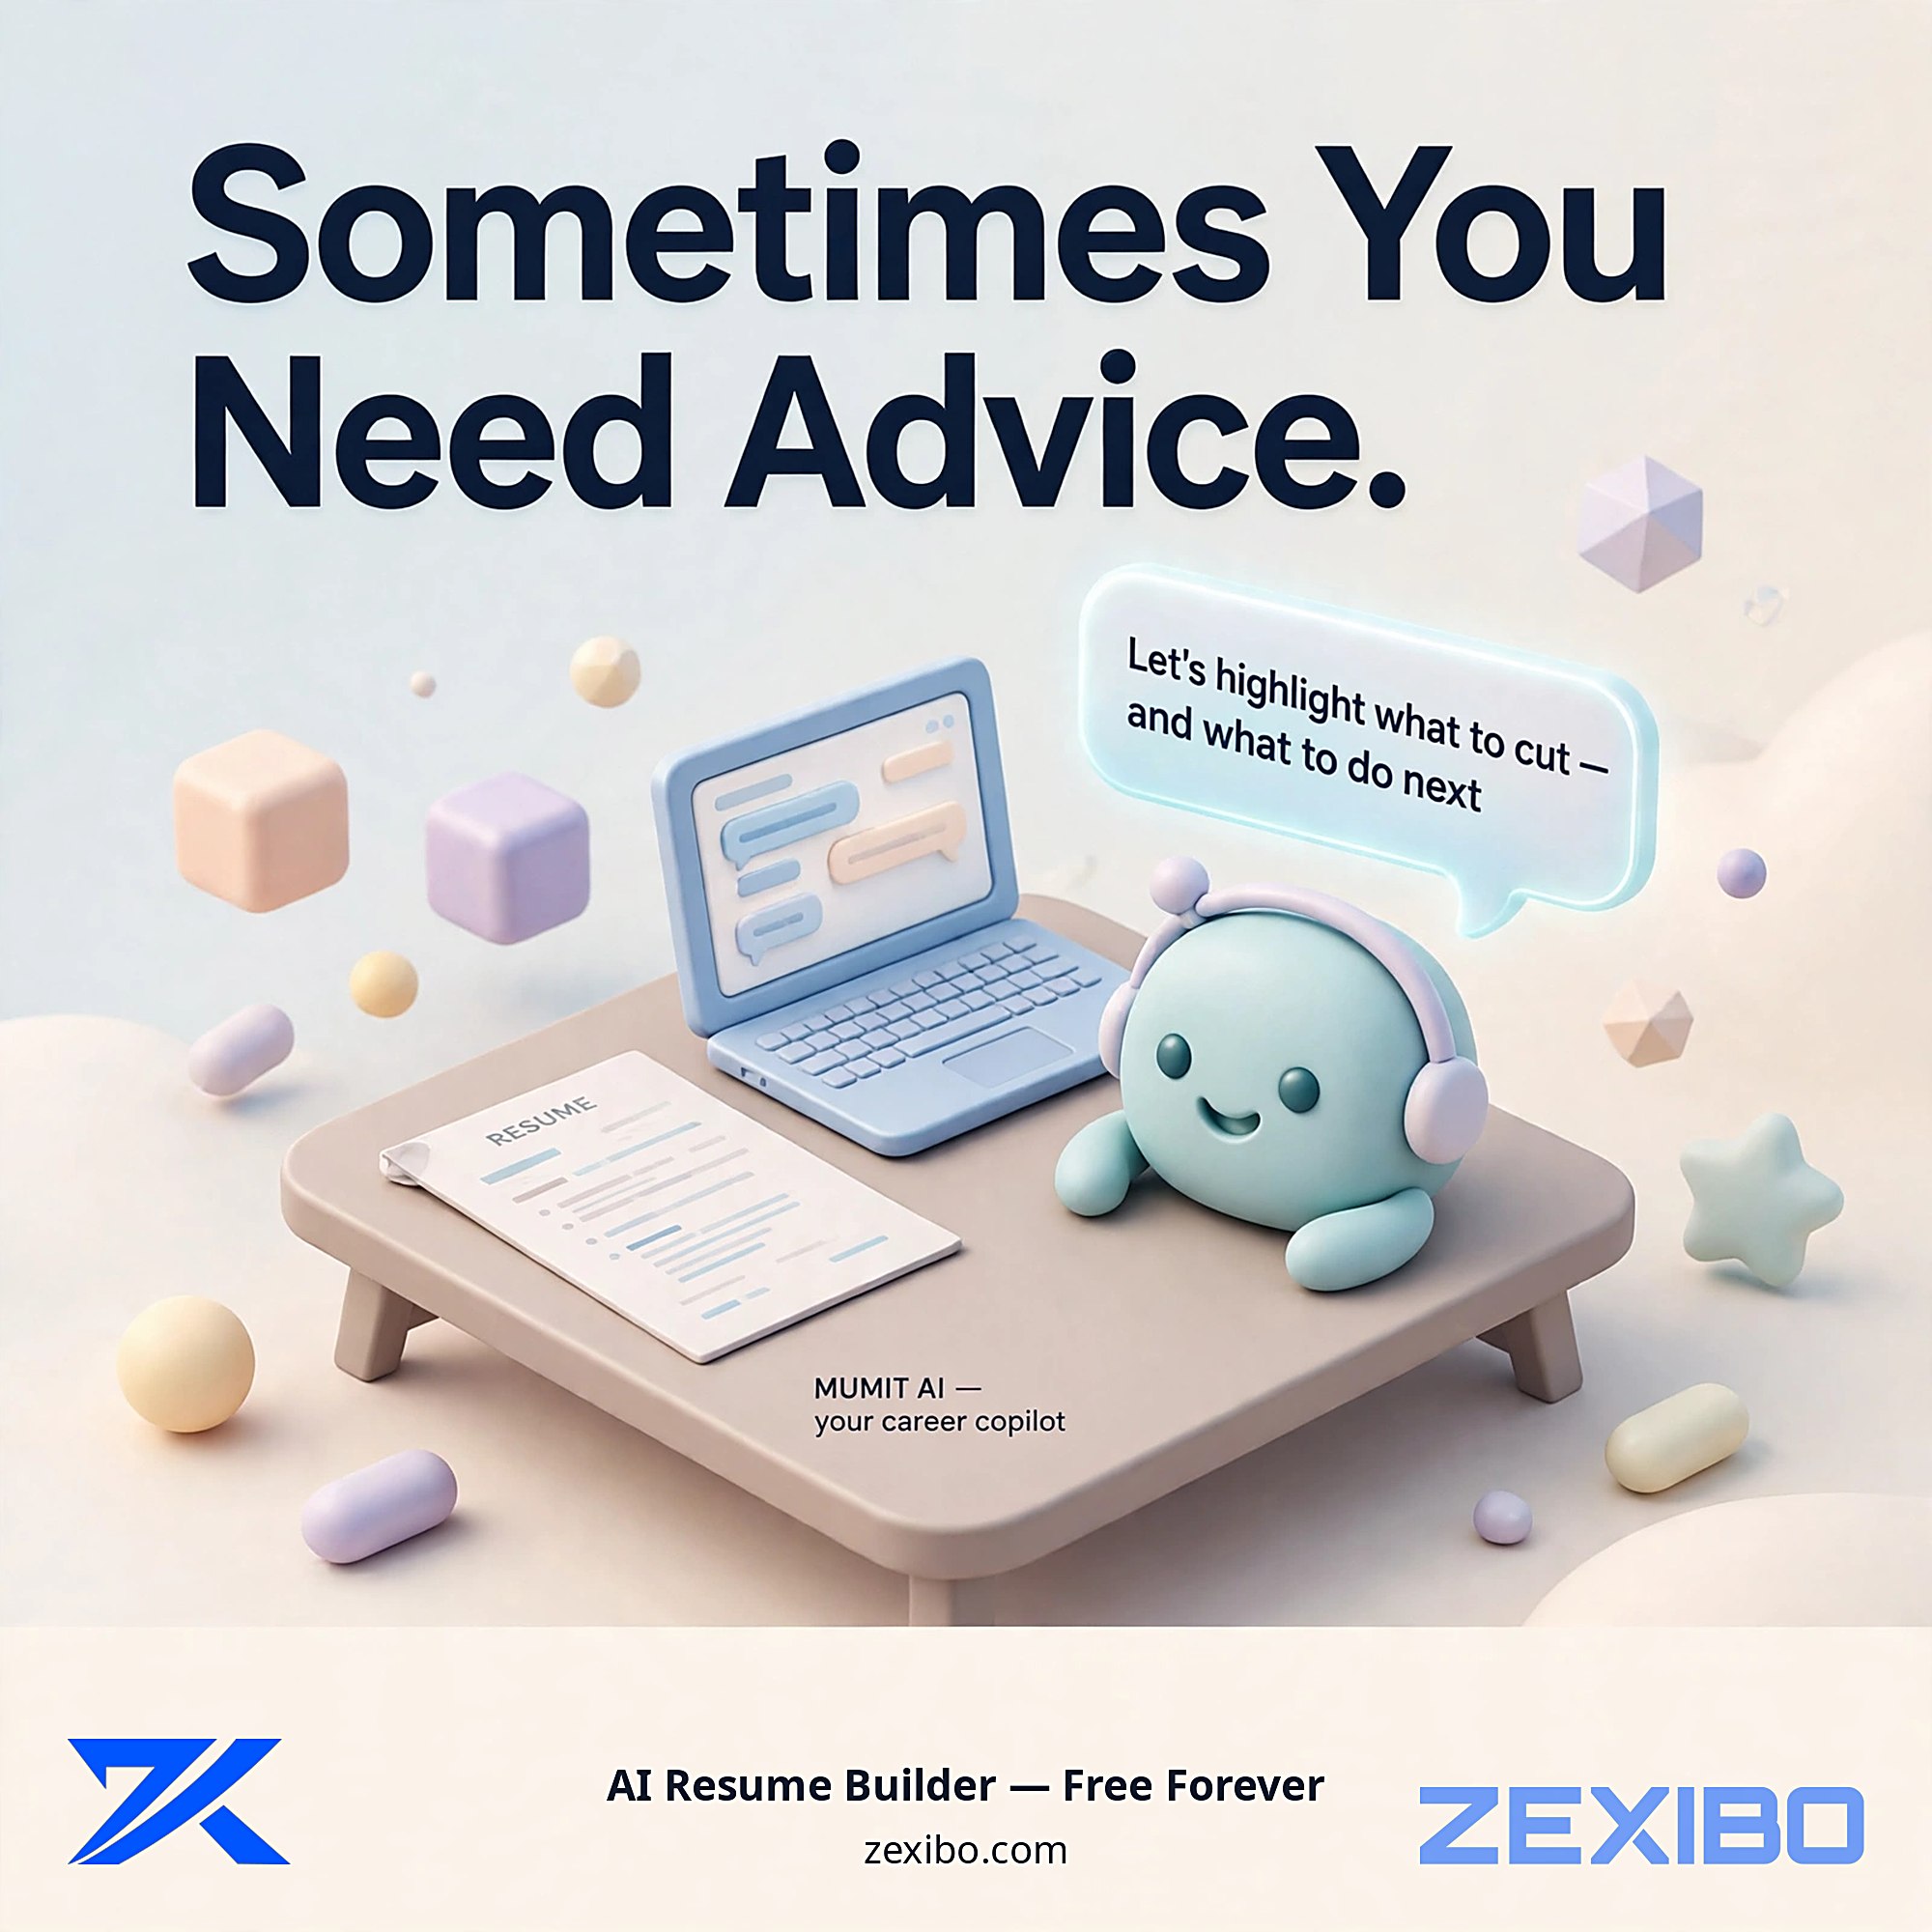 Sometimes You
Need Advice.
Let's highlight what to cut —
and what to do next
RESUME
MUMIT AI —
your career copilot
AI Resume Builder — Free Forever
zexibo.com
ZEXIBO